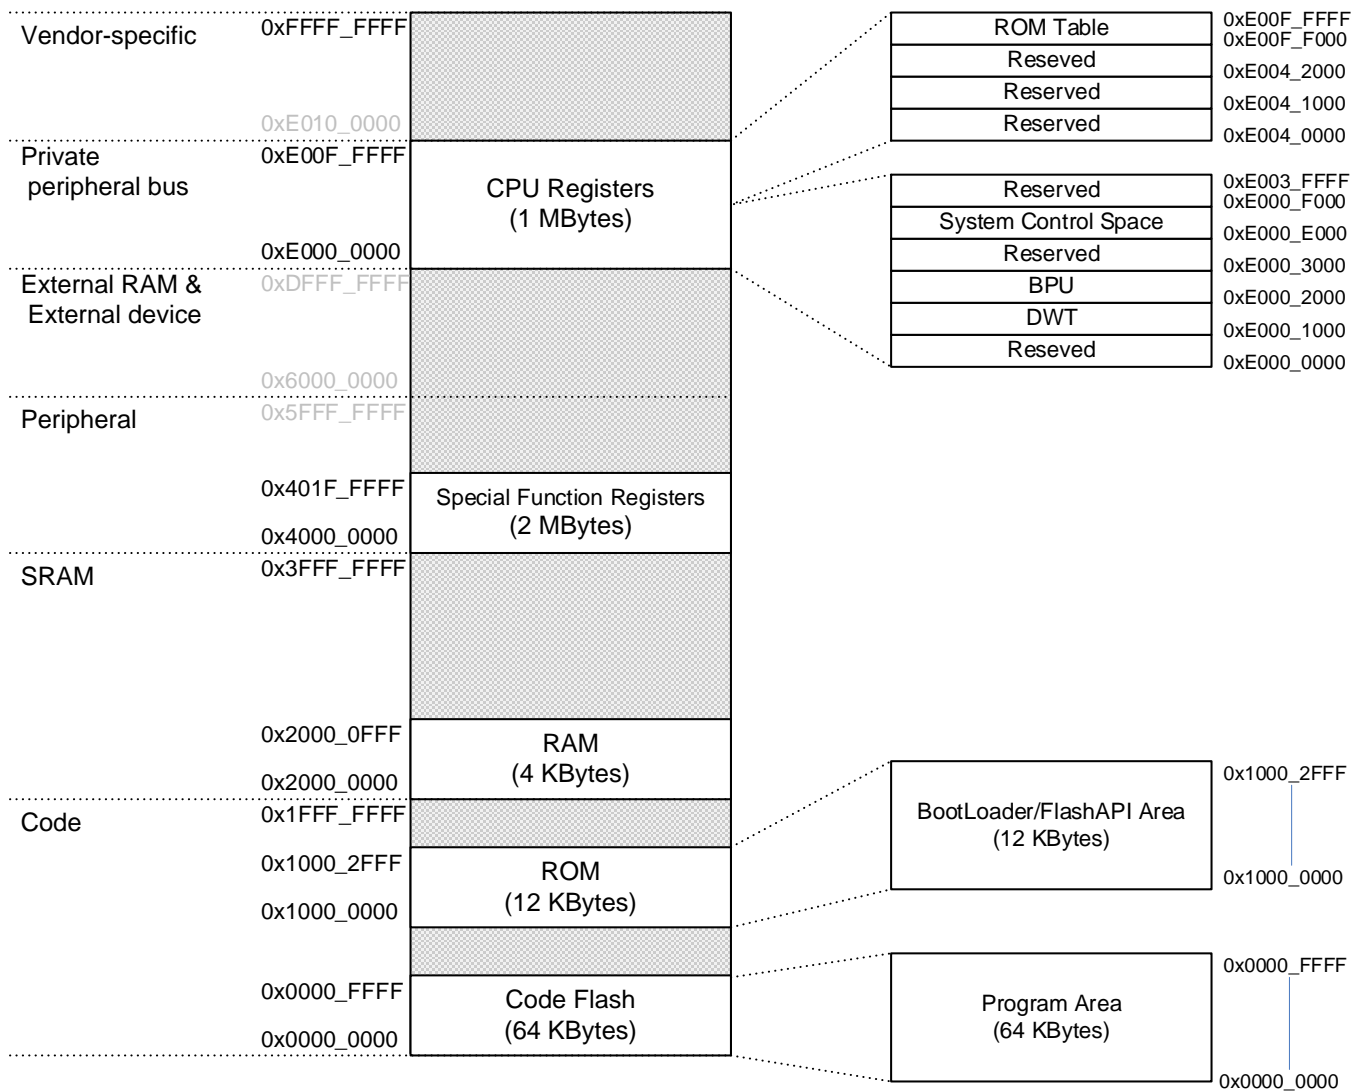 Vendor-specific
0xFFFF_FFFF
0xE010_0000
Private
peripheral bus
0xE00F_FFFF
0xE000_0000
CPU Registers
(1 MBytes)
External RAM &
External device
0xDFFF_FFFF
0x6000_0000
Peripheral
0x5FFF_FFFF
0x401F_FFFF
0x4000_0000
Special Function Registers
(2 MBytes)
SRAM
0x3FFF_FFFF
0x2000_0FFF
0x2000_0000
RAM
(4 KBytes)
Code
0x1FFF_FFFF
0x1000_2FFF
0x1000_0000
ROM
(12 KBytes)
0x0000_FFFF
0x0000_0000
Code Flash
(64 KBytes)
ROM Table
Reseved
Reserved
Reserved
0xE00F_FFFF
0xE00F_F000
0xE004_2000
0xE004_1000
0xE004_0000
Reserved
System Control Space
Reserved
BPU
DWT
Reseved
0xE003_FFFF
0xE000_F000
0xE000_E000
0xE000_3000
0xE000_2000
0xE000_1000
0xE000_0000
BootLoader/FlashAPI Area
(12 KBytes)
0x1000_2FFF
0x1000_0000
Program Area
(64 KBytes)
0x0000_FFFF
0x0000_0000